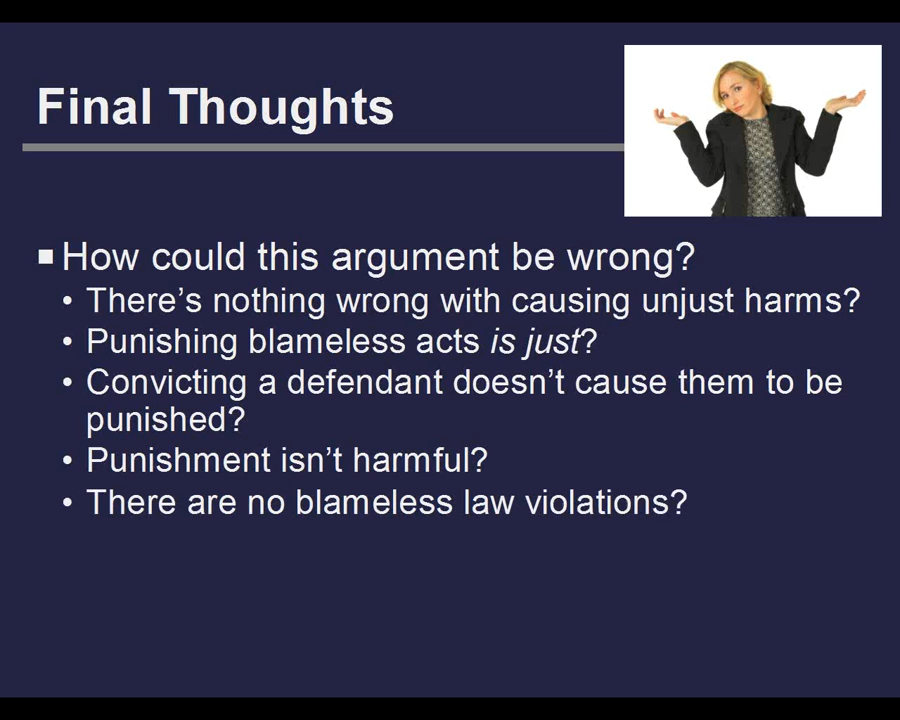 Final Thoughts
How could this argument be wrong?
There’s nothing wrong with causing unjust harms?
Punishing blameless acts is just?
Convicting a defendant doesn’t cause them to be
punished?
Punishment isn’t harmful?
There are no blameless law violations?